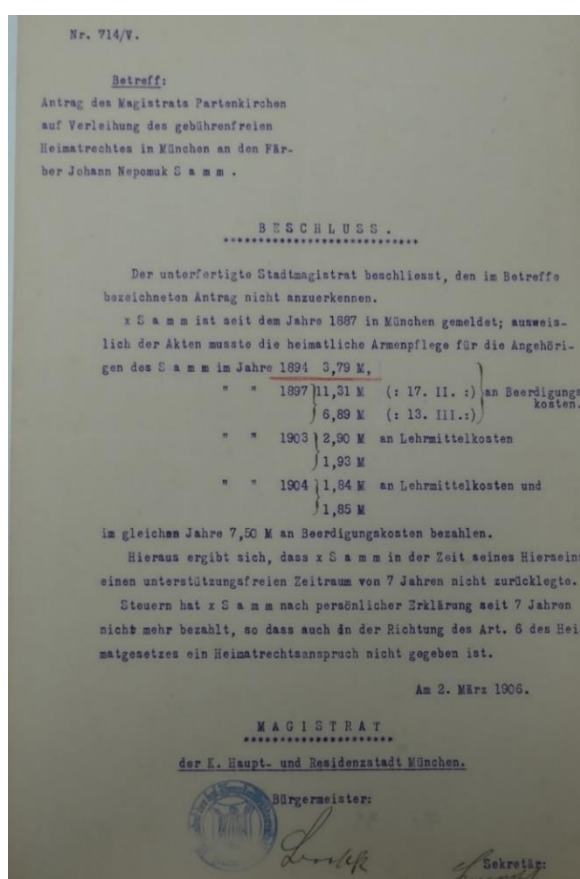 Nr. 714/V.
Betreff:
Antrag des Magistrats Partenkirchen
auf Verleihung des gebührenfreien
Heimatrechtes in München an den Fär-
ber Johann Nepomuk S a m m .
B E S C H L U S S .
Der unterfertigte Stadtmagistrat beschliesst, den im Betreffe
bezeichneten Antrag nicht anzuerkennen.
x S a m m ist seit dem Jahre 1887 in München gemeldet; ausweis-
lich der Akten musste die heimatliche Armenpflege für die Angehöri-
gen des S a m m im Jahre 1894 3,79 M,
" " 1897 11,31 M (: 17. II. :) an Beerdigungs
6,89 M (: 13. III.:) kosten.
" " 1903 2,90 M an Lehrmittelkosten
1,93 M
" " 1904 1,84 M an Lehrmittelkosten und
1,85 M
im gleichen Jahre 7,50 M an Beerdigungskosten bezahlen.
Hieraus ergibt sich, dass x S a m m in der Zeit seines Hierseins
einen unterstützungsfreien Zeitraum von 7 Jahren nicht zurücklegte.
Steuern hat x S a m m nach persönlicher Erklärung seit 7 Jahren
nicht mehr bezahlt, so dass auch in der Richtung des Art. 6 des Hei
matgesetzes ein Heimatrechtsanspruch nicht gegeben ist.
Am 2. März 1906.
M A G I S T R A T
der K. Haupt- und Residenzstadt München.
Bürgermeister:
Sekretär: